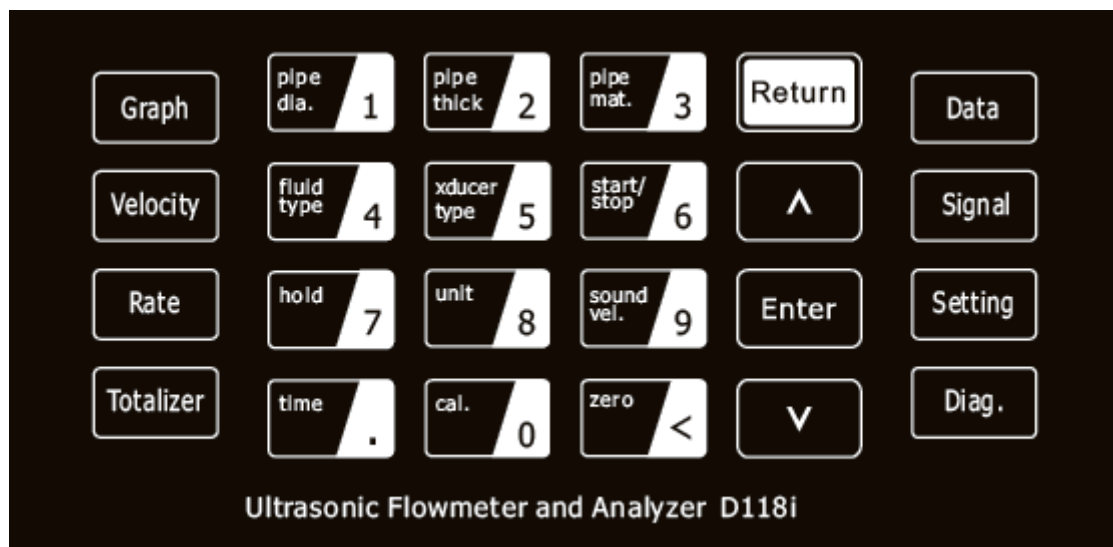 Graph
pipe dia. 1
pipe thick 2
pipe mat. 3
Return
Data
Velocity
fluid type 4
xducer type 5
start/stop 6
∧
Signal
Rate
hold 7
unit 8
sound vel. 9
Enter
Setting
Totalizer
time .
cal. 0
zero <
∨
Diag.
Ultrasonic Flowmeter and Analyzer D118i